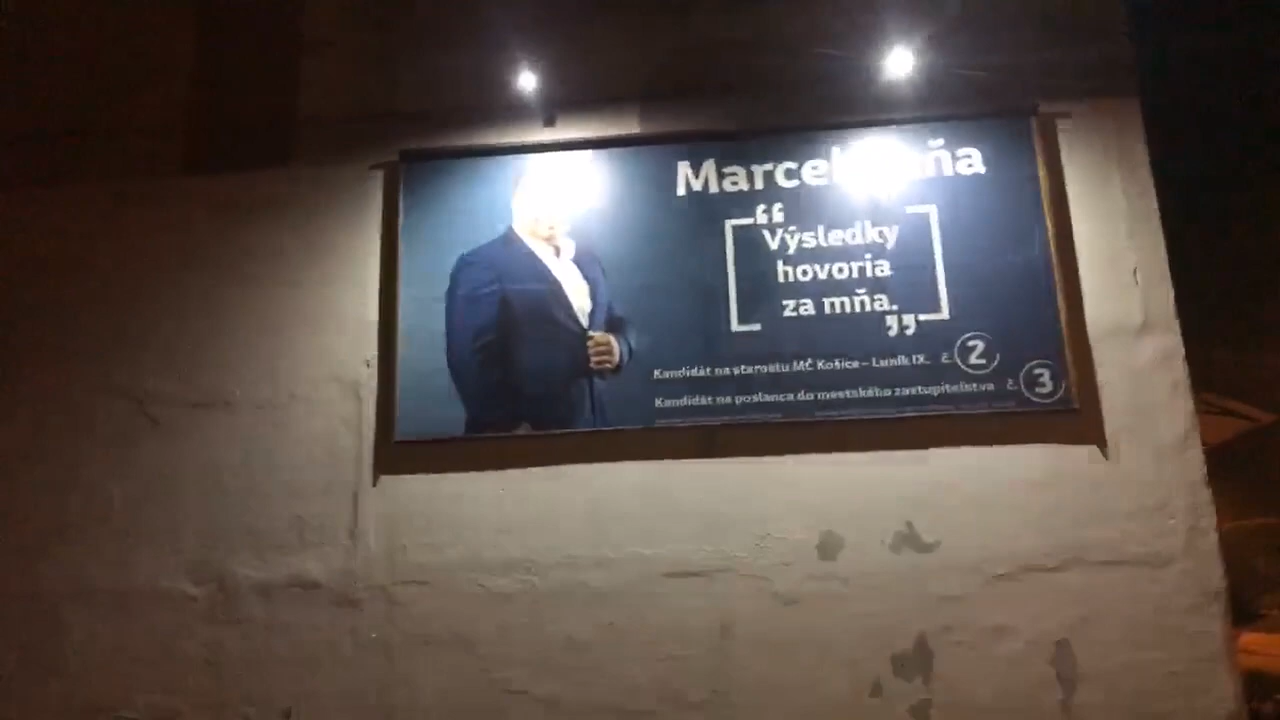 Marcel
“Výsledky
hovoria
za mňa.”
Kandidát na starostu MČ Košice – Luník IX. č. 2
Kandidát na poslanca do mestského zastupiteľstva č. 3